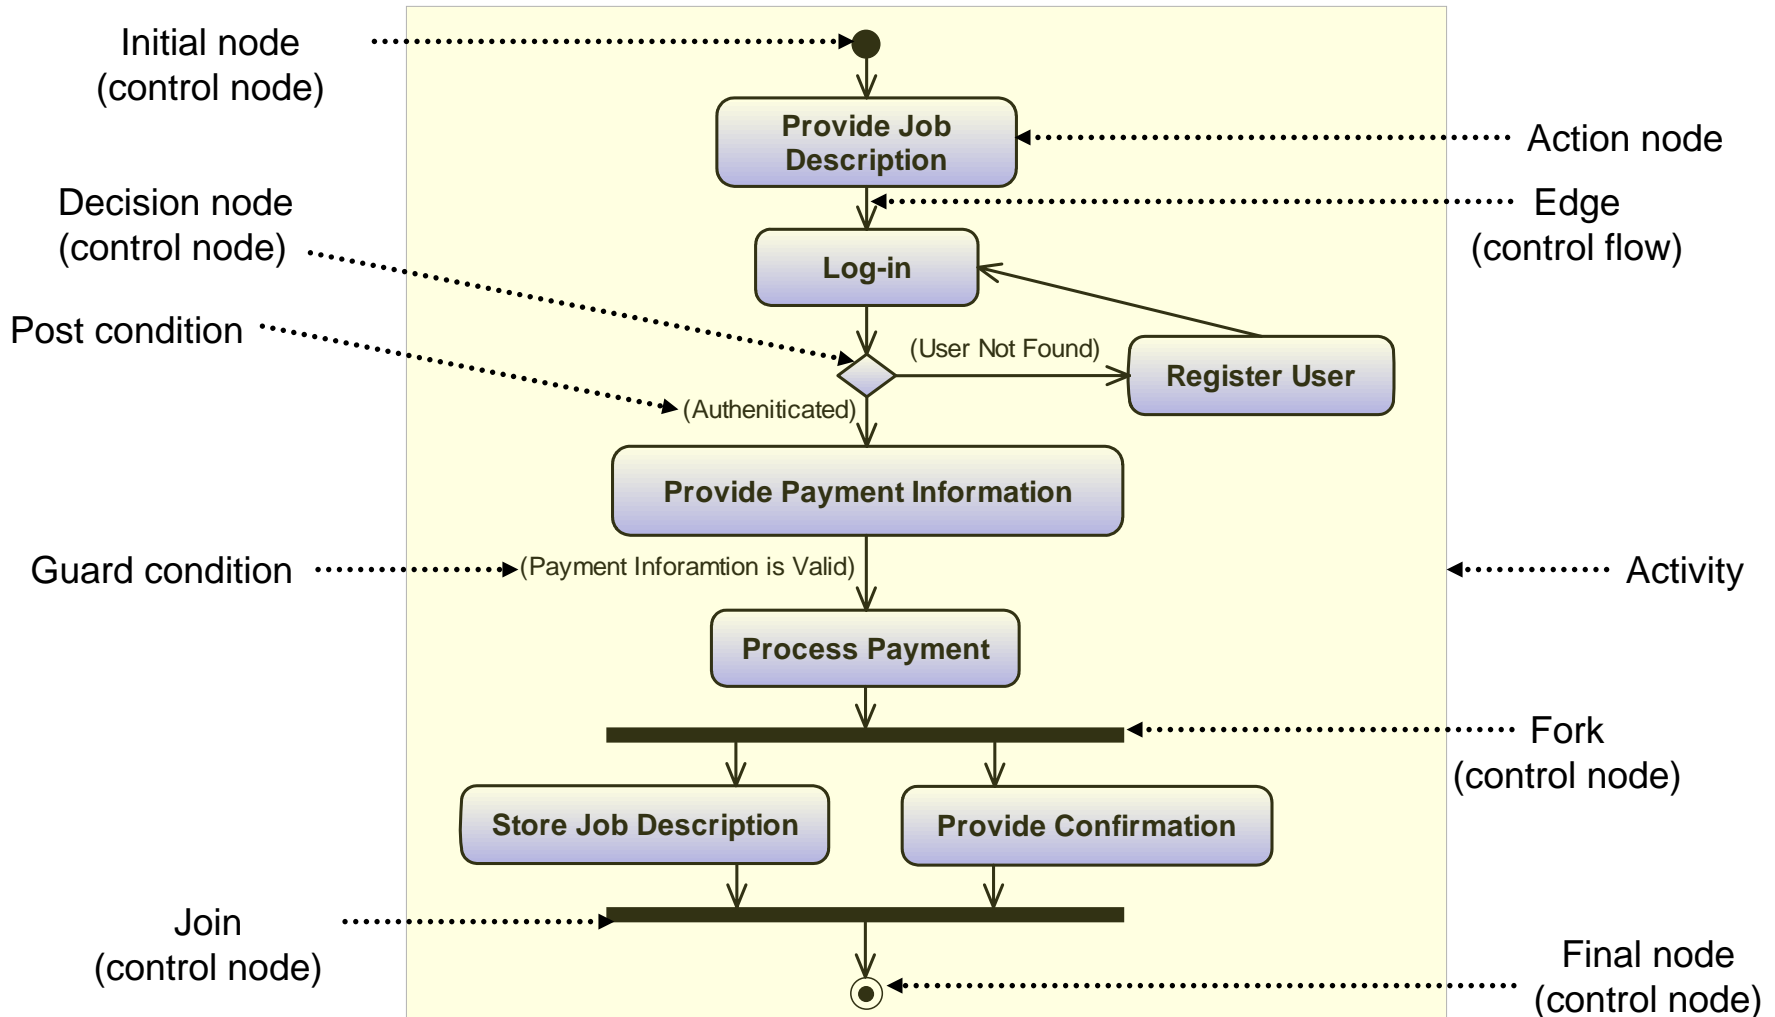 Initial node
(control node)
Provide Job
Description
Action node
Decision node
(control node)
Edge
(control flow)
Log-in
Post condition
(User Not Found)
Register User
(Autheniticated)
Provide Payment Information
Guard condition
(Payment Inforamtion is Valid)
Activity
Process Payment
Fork
(control node)
Store Job Description
Provide Confirmation
Join
(control node)
Final node
(control node)